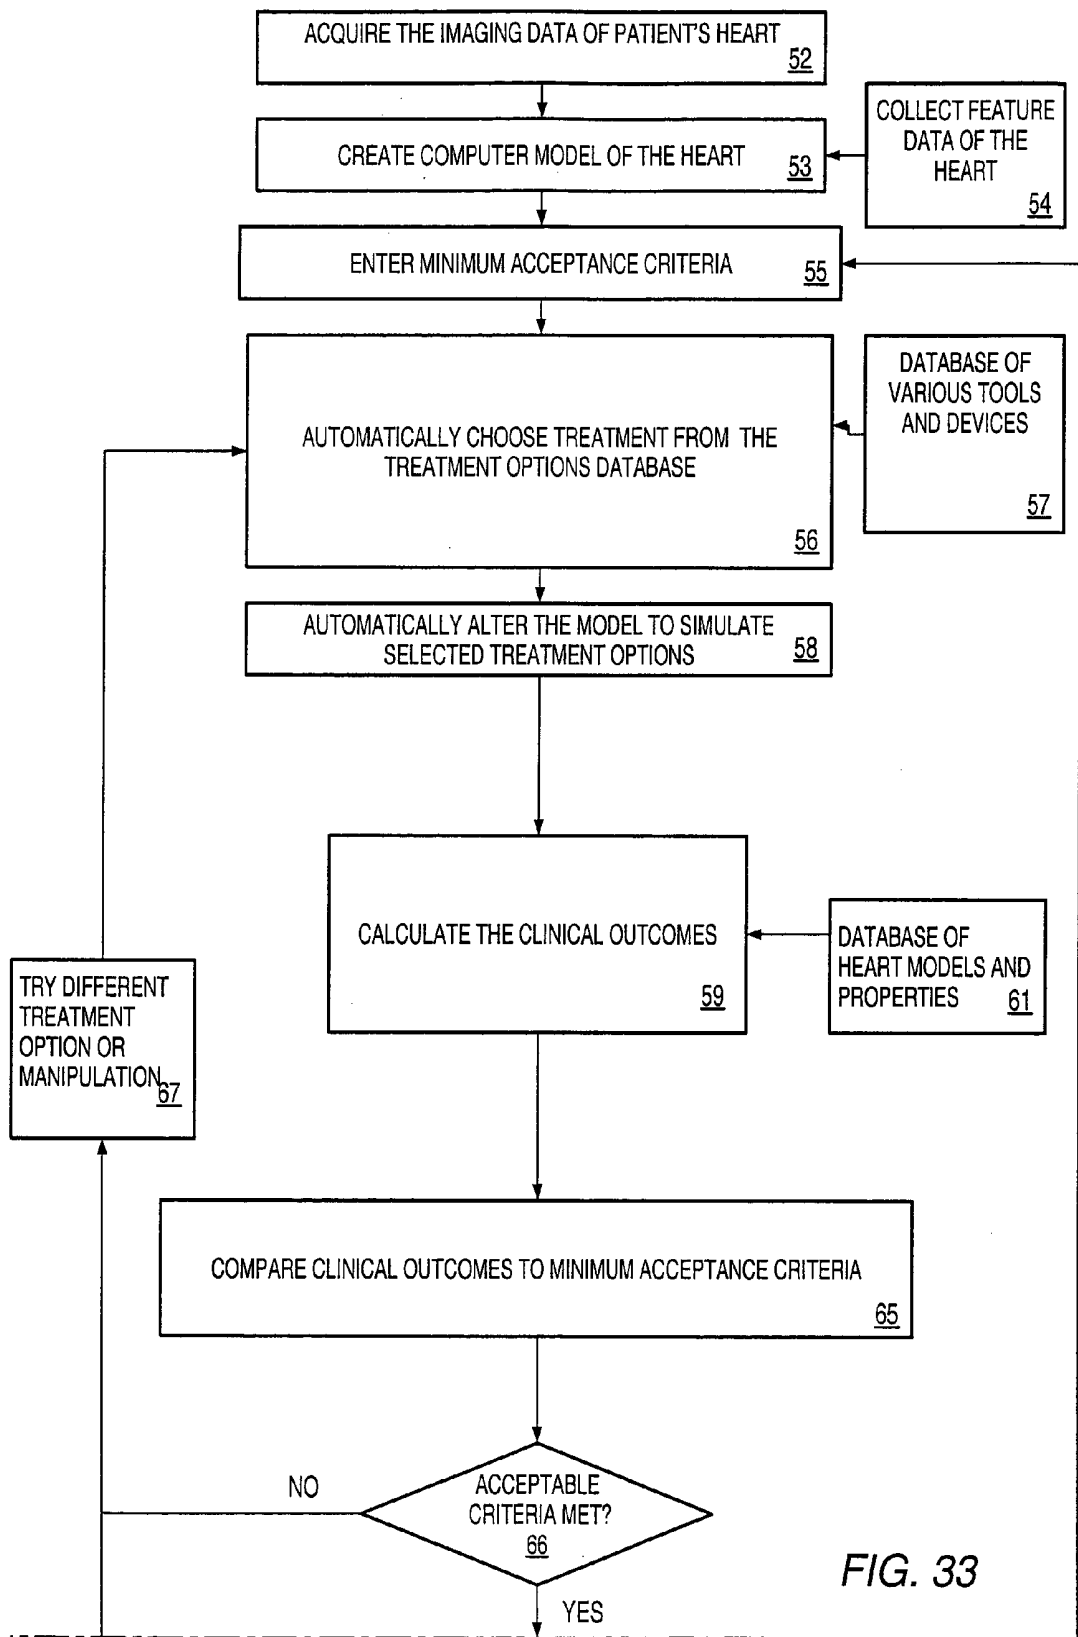 ACQUIRE THE IMAGING DATA OF PATIENT'S HEART
52
COLLECT FEATURE
DATA OF THE
HEART
54
CREATE COMPUTER MODEL OF THE HEART
53
ENTER MINIMUM ACCEPTANCE CRITERIA
55
DATABASE OF
VARIOUS TOOLS
AND DEVICES
57
AUTOMATICALLY CHOOSE TREATMENT FROM THE
TREATMENT OPTIONS DATABASE
56
AUTOMATICALLY ALTER THE MODEL TO SIMULATE
SELECTED TREATMENT OPTIONS
58
CALCULATE THE CLINICAL OUTCOMES
59
DATABASE OF
HEART MODELS AND
PROPERTIES
61
TRY DIFFERENT
TREATMENT
OPTION OR
MANIPULATION
67
COMPARE CLINICAL OUTCOMES TO MINIMUM ACCEPTANCE CRITERIA
65
NO
ACCEPTABLE
CRITERIA MET?
66
YES
FIG. 33